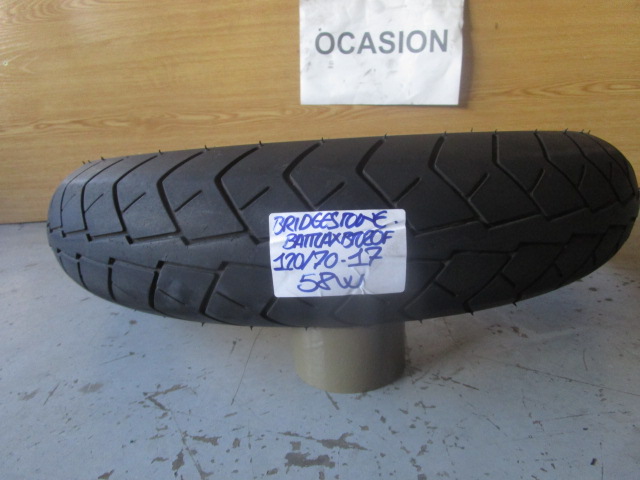 OCASION
BRIDGESTONE.
BATTLAX BT020F
120/70-17
58W